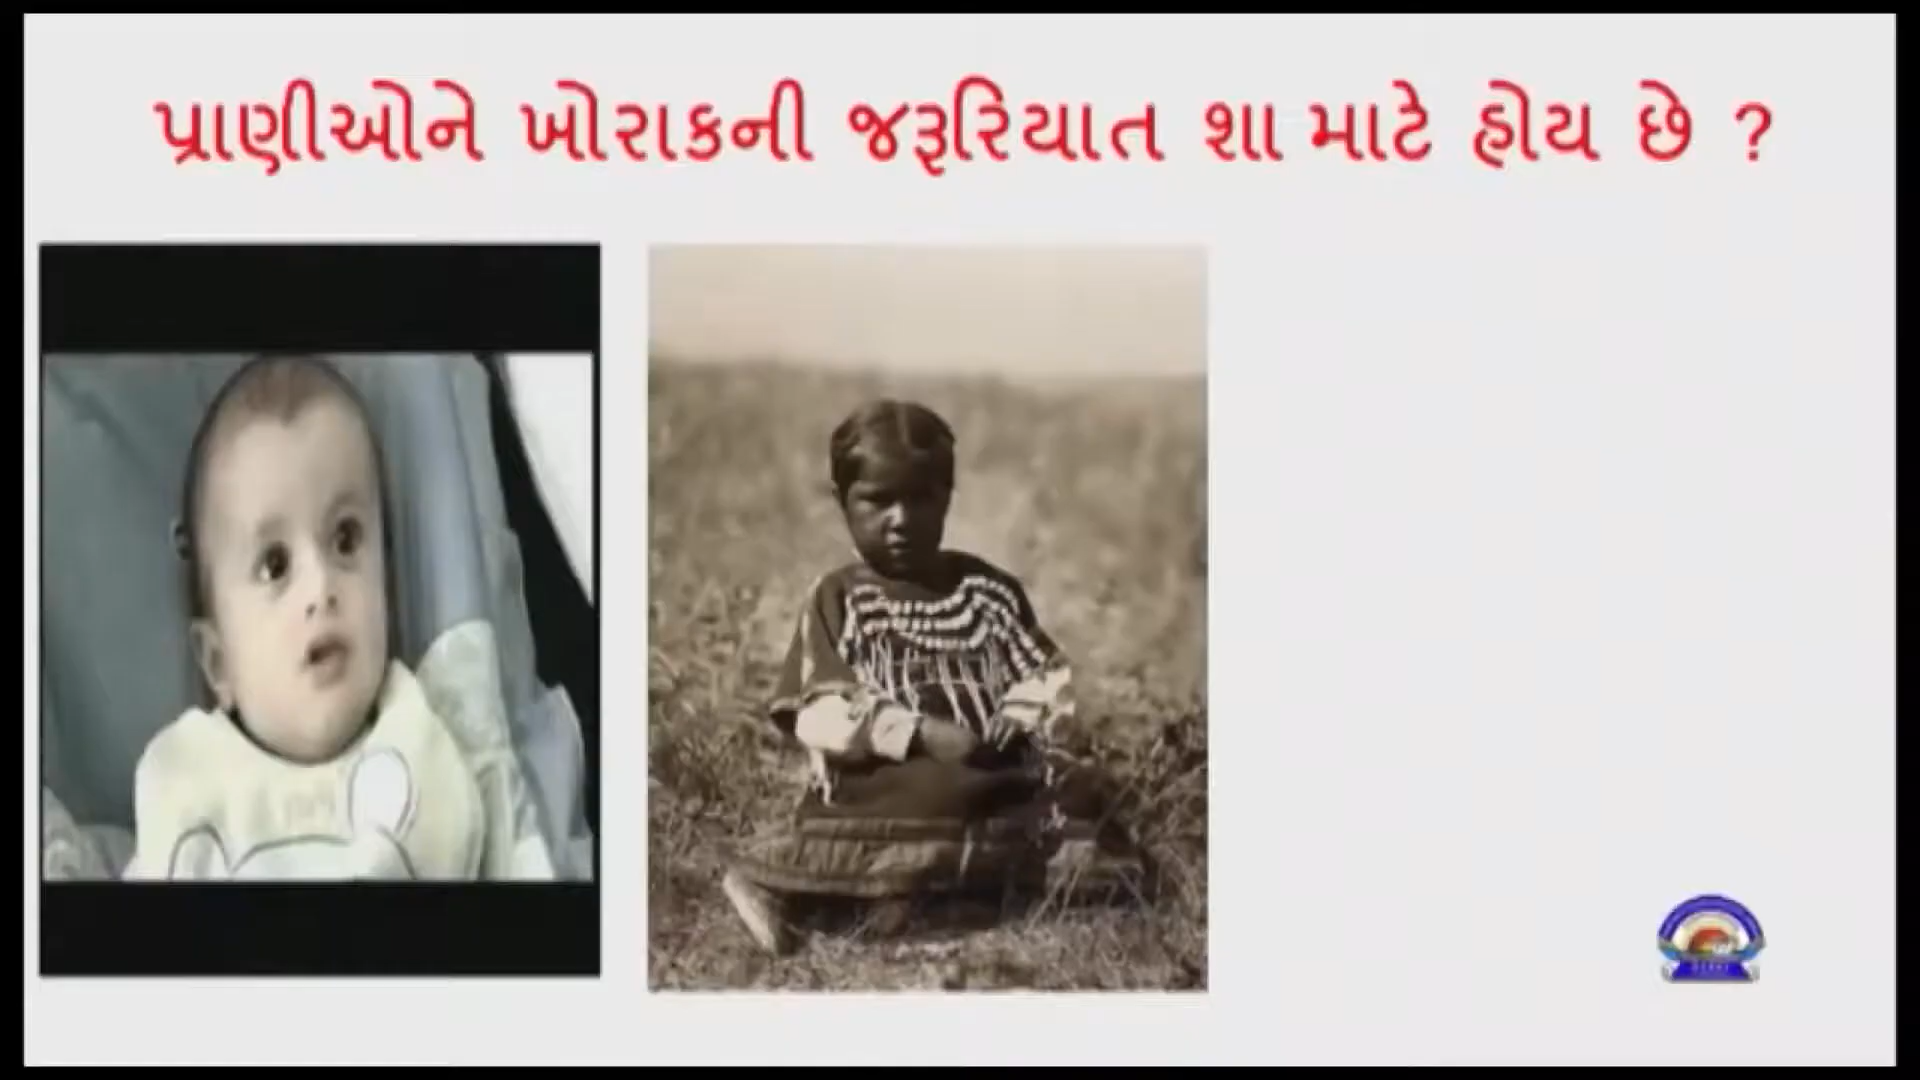 પ્રાણીઓને ખોરાકની જરૂરિયાત શા માટે હોય છે ?